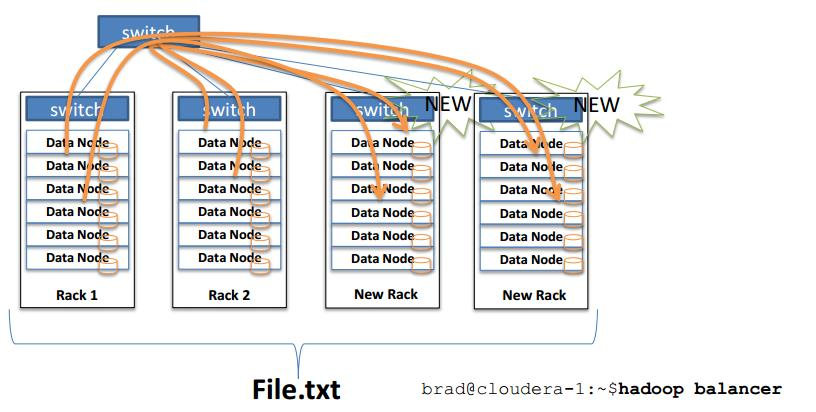 switch
switch
switch
switch
NEW
switch
NEW
Data Node
Data Node
Data Node
Data Node
Data Node
Data Node
Rack 1
Data Node
Data Node
Data Node
Data Node
Data Node
Data Node
Rack 2
Data Node
Data Node
Data Node
Data Node
Data Node
Data Node
New Rack
Data Node
Data Node
Data Node
Data Node
Data Node
Data Node
New Rack
File.txt
brad@cloudera-1:~$hadoop balancer